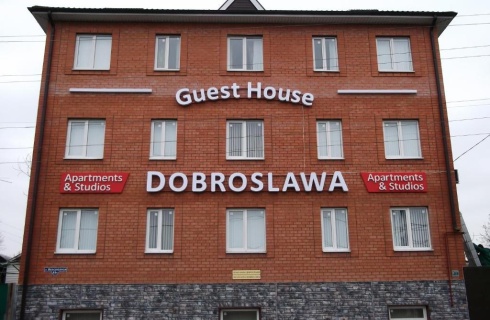 Guest House
DOBROSLAWA
Apartments
& Studios
Apartments
& Studios